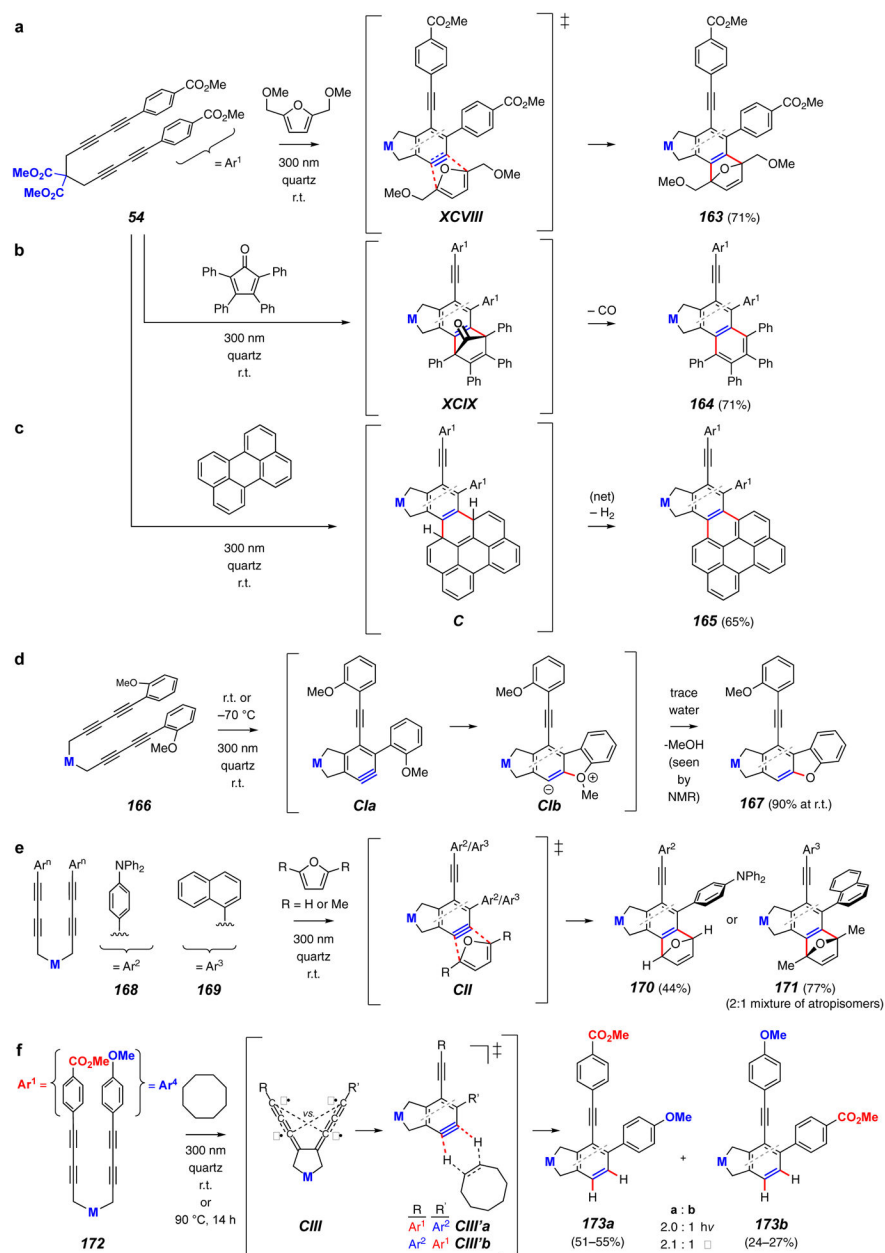 a
CO2Me
CO2Me
CO2Me
CO2Me
OMe
OMe
O
= Ar1
300 nm
quartz
r.t.
MeO2C
MeO2C
54
CO2Me
M
O
MeO
OMe
XCVIII
‡
CO2Me
M
O
OMe
MeO
163 (71%)
b
O
Ph
Ph
Ph
Ph
300 nm
quartz
r.t.
Ar1
Ar1
M
O
Ph
Ph
Ph
Ph
XCIX
– CO
Ar1
Ar1
M
Ph
Ph
Ph
Ph
164 (71%)
c
300 nm
quartz
r.t.
Ar1
Ar1
M
H
H
C
(net)
– H2
Ar1
Ar1
M
165 (65%)
d
MeO
MeO
M
166
r.t. or
–70 °C
300 nm
quartz
r.t.
MeO
M
OMe
CIa
MeO
M
⊖
O
⊕
Me
CIb
trace
water
-MeOH
(seen
by
NMR)
MeO
M
O
167 (90% at r.t.)
e
Arn
Arn
M
NPh2
= Ar2
168
= Ar3
169
R
O
R
R = H or Me
300 nm
quartz
r.t.
Ar2/Ar3
Ar2/Ar3
M
R
O
R
CII
‡
Ar2
NPh2
M
O
H
H
170 (44%)
or
Ar3
M
O
Me
Me
171 (77%)
(2:1 mixture of atropisomers)
f
Ar1 =
CO2Me
OMe
= Ar4
M
172
300 nm
quartz
r.t.
or
90 °C, 14 h
R
R'
vs.
C
C
C
C
C
C
M
CIII
R
R'
M
H
H
‡
R R'
Ar1 Ar2 CIII'a
Ar2 Ar1 CIII'b
CO2Me
OMe
M
H
H
173a
(51–55%)
+
a : b
2.0 : 1 hν
2.1 : 1 □
OMe
CO2Me
M
H
H
173b
(24–27%)